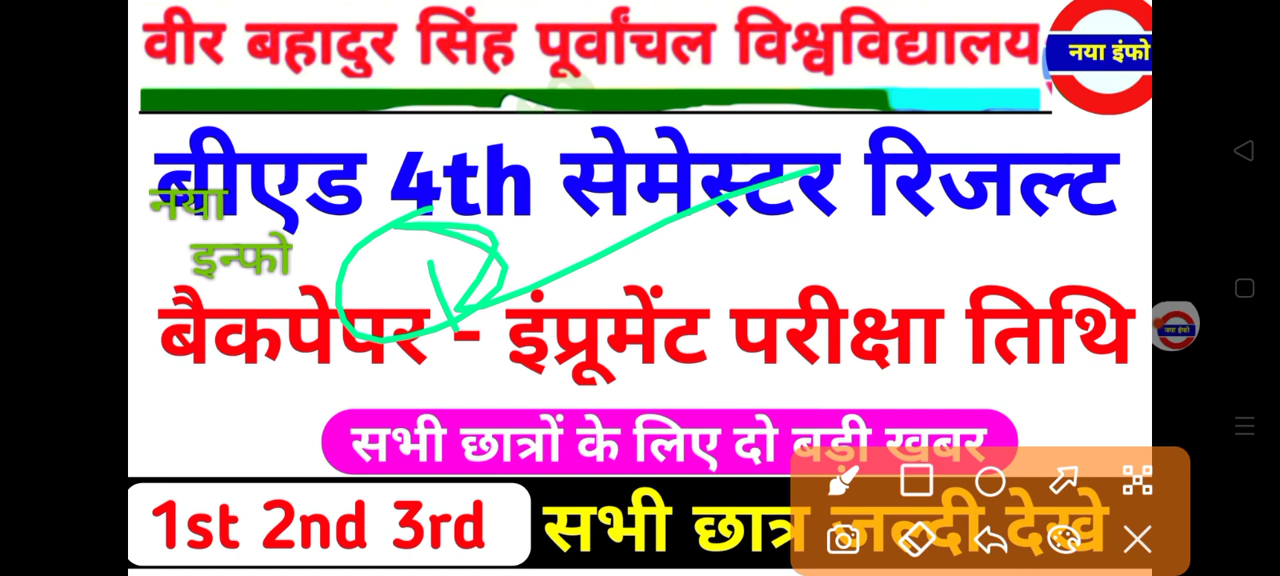 वीर बहादुर सिंह पूर्वांचल विश्वविद्यालय
नया इंफो
बीएड 4th सेमेस्टर रिजल्ट
नया
इन्फो
बैकपेपर - इंप्रूमेंट परीक्षा तिथि
नया इंफो
सभी छात्रों के लिए दो बड़ी खबर
1st 2nd 3rd सभी छात्र जल्दी देखे